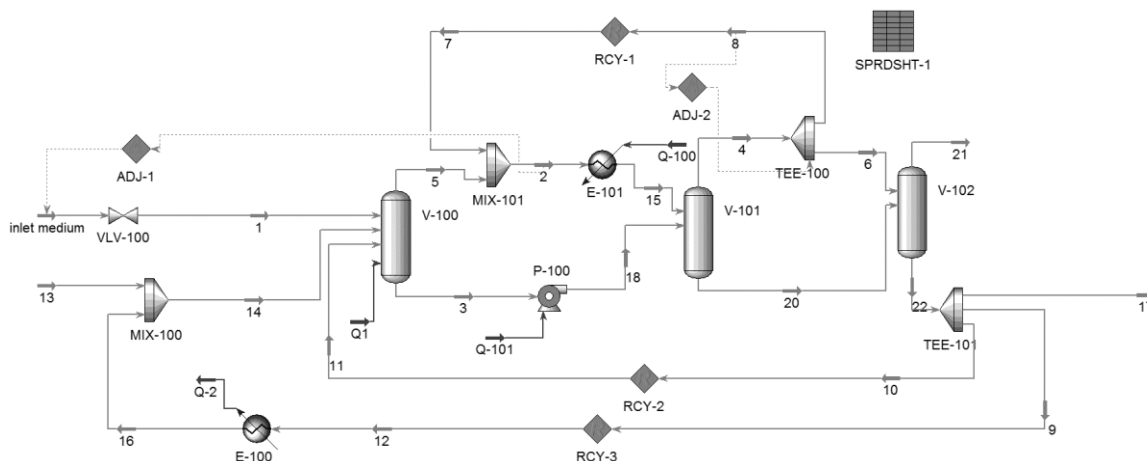 7
RCY-1
8
SPRDSHT-1
ADJ-2
ADJ-1
4
TEE-100
6
21
V-102
5
MIX-101
2
Q-100
E-101
15
V-101
inlet medium
VLV-100
1
V-100
13
MIX-100
14
Q1
3
P-100
18
Q-101
20
22
TEE-101
17
11
RCY-2
10
Q-2
16
E-100
12
RCY-3
9